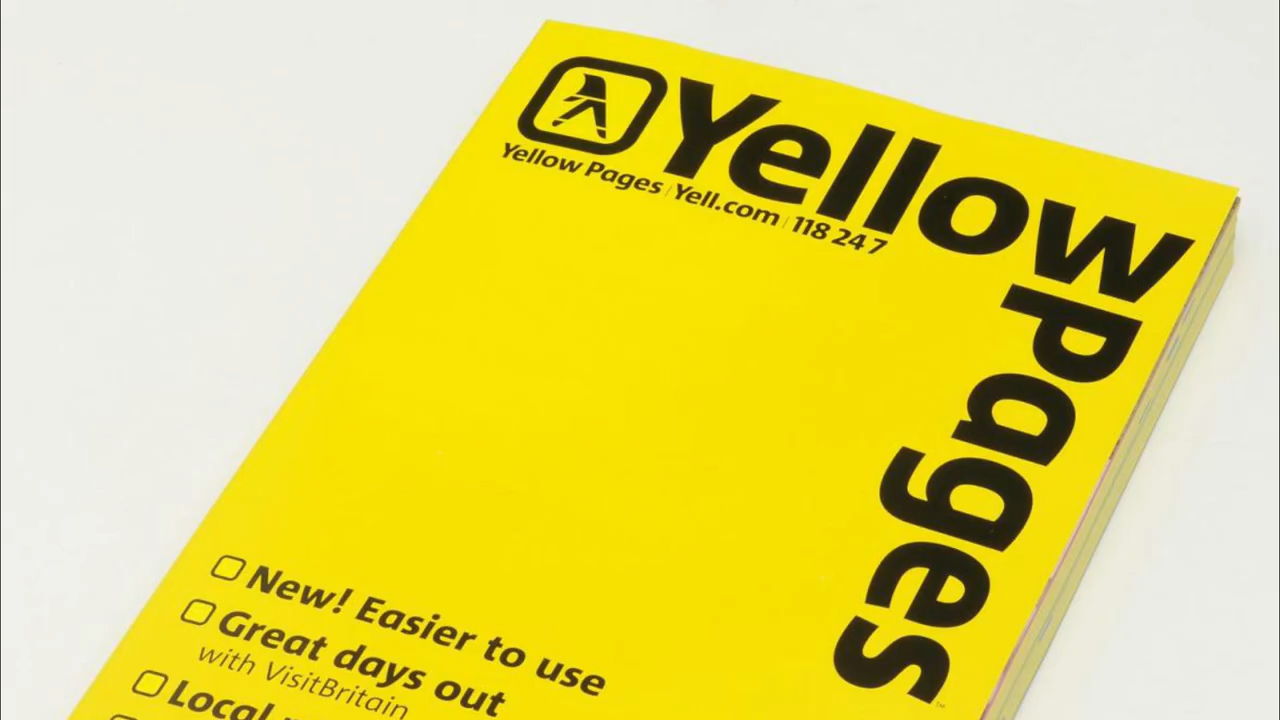 Yellow
Pages
Yellow Pages | Yell.com | 118 24 7
New! Easier to use
Great days out
with VisitBritain
Local